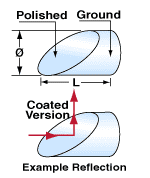 Polished Ground
Ø
L
Coated
Version
Example Reflection